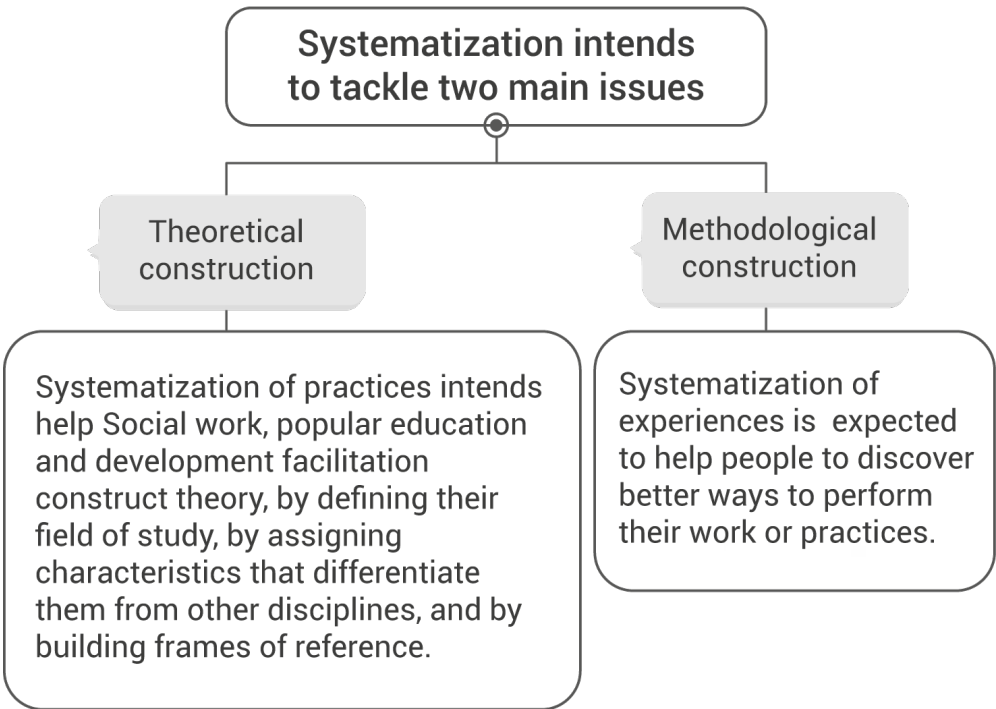 Systematization intends
to tackle two main issues
Theoretical
construction
Systematization of practices intends
help Social work, popular education
and development facilitation
construct theory, by defining their
field of study, by assigning
characteristics that differentiate
them from other disciplines, and by
building frames of reference.
Methodological
construction
Systematization of
experiences is  expected
to help people to discover
better ways to perform
their work or practices.